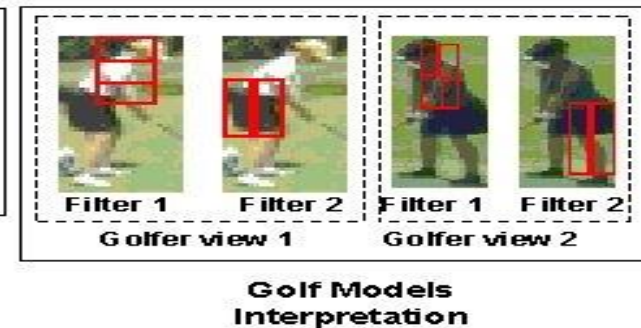 Filter 1 Filter 2 Filter 1 Filter 2
Golfer view 1 Golfer view 2
Golf Models
Interpretation